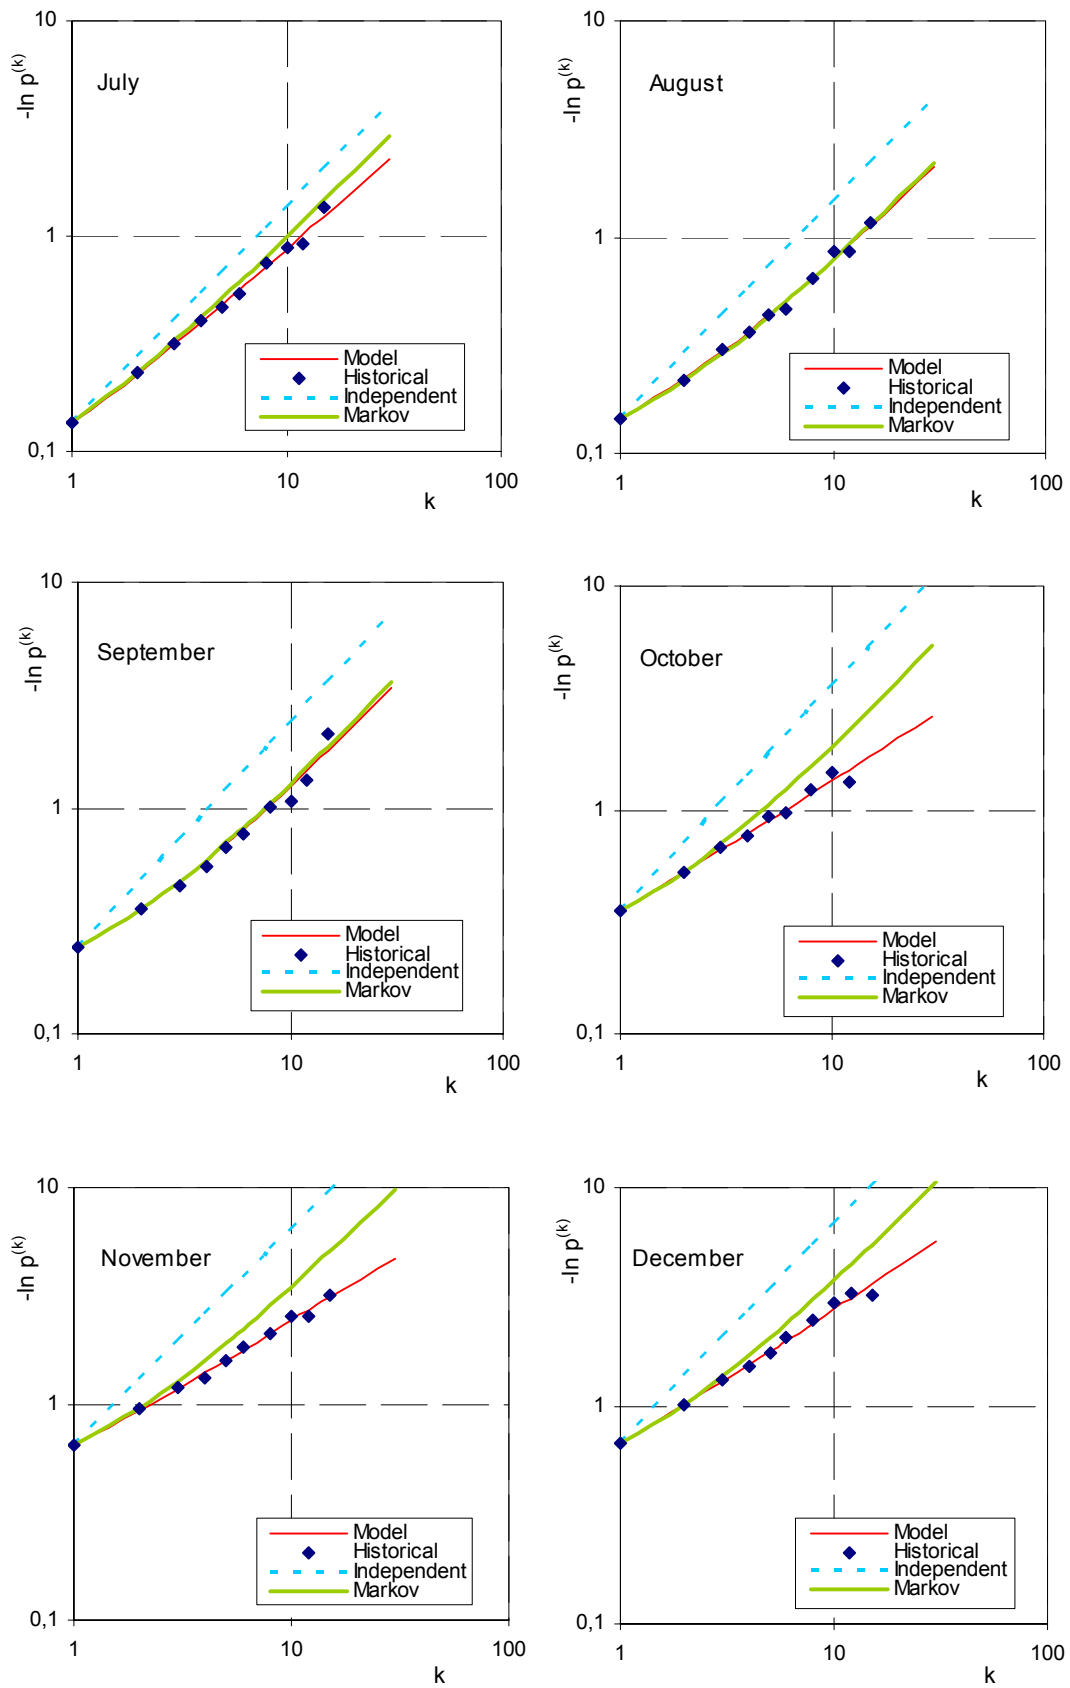 10
-ln p(k)
July
1
Model
Historical
Independent
Markov
0,1
1
10
100
k
10
-ln p(k)
August
1
Model
Historical
Independent
Markov
0,1
1
10
100
k
10
-ln p(k)
September
1
Model
Historical
Independent
Markov
0,1
1
10
100
k
10
-ln p(k)
October
1
Model
Historical
Independent
Markov
0,1
1
10
100
k
10
-ln p(k)
November
1
Model
Historical
Independent
Markov
0,1
1
10
100
k
10
-ln p(k)
December
1
Model
Historical
Independent
Markov
0,1
1
10
100
k